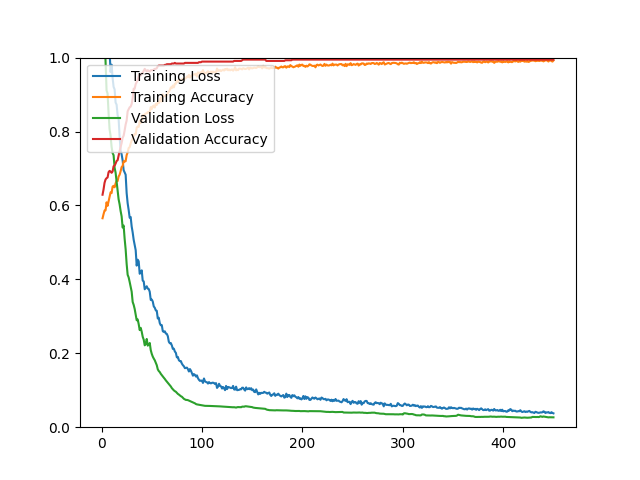 1.0
0.8
0.6
0.4
0.2
0.0
Training Loss
Training Accuracy
Validation Loss
Validation Accuracy
0 100 200 300 400